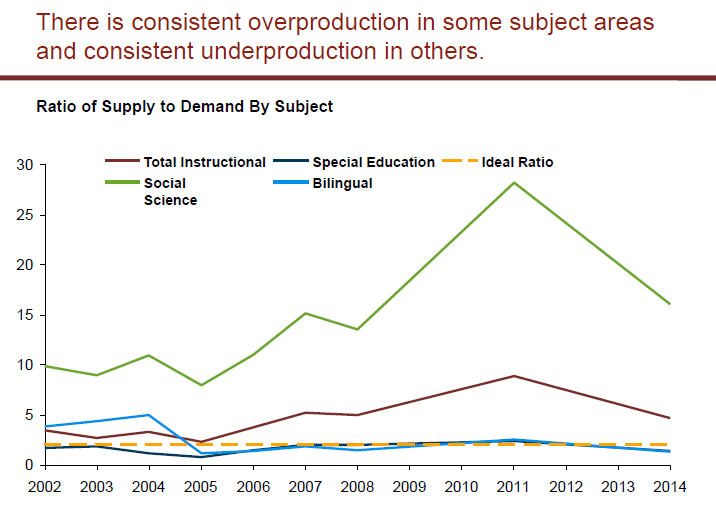 There is consistent overproduction in some subject areas
and consistent underproduction in others.
Ratio of Supply to Demand By Subject
Total Instructional
Special Education
Ideal Ratio
Social
Science
Bilingual
30
25
20
15
10
5
0
2002 2003 2004 2005 2006 2007 2008 2009 2010 2011 2012 2013 2014